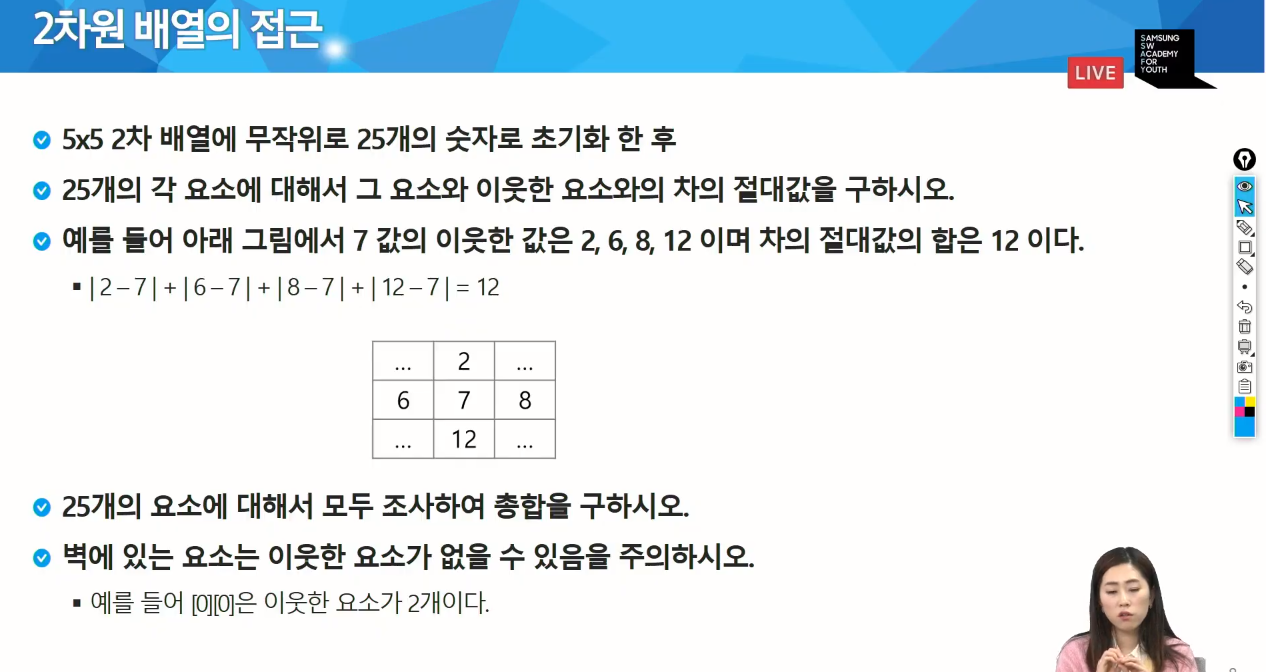 2차원 배열의 접근
LIVE
SAMSUNG
SW
ACADEMY
FOR
YOUTH
5x5 2차 배열에 무작위로 25개의 숫자로 초기화 한 후
25개의 각 요소에 대해서 그 요소와 이웃한 요소와의 차의 절대값을 구하시오.
예를 들어 아래 그림에서 7 값의 이웃한 값은 2, 6, 8, 12 이며 차의 절대값의 합은 12 이다.
| 2 – 7 | + | 6 – 7 | + | 8 – 7 | + | 12 – 7 | = 12
... 2 ...
6 7 8
... 12 ...
25개의 요소에 대해서 모두 조사하여 총합을 구하시오.
벽에 있는 요소는 이웃한 요소가 없을 수 있음을 주의하시오.
예를 들어 [0][0]은 이웃한 요소가 2개이다.